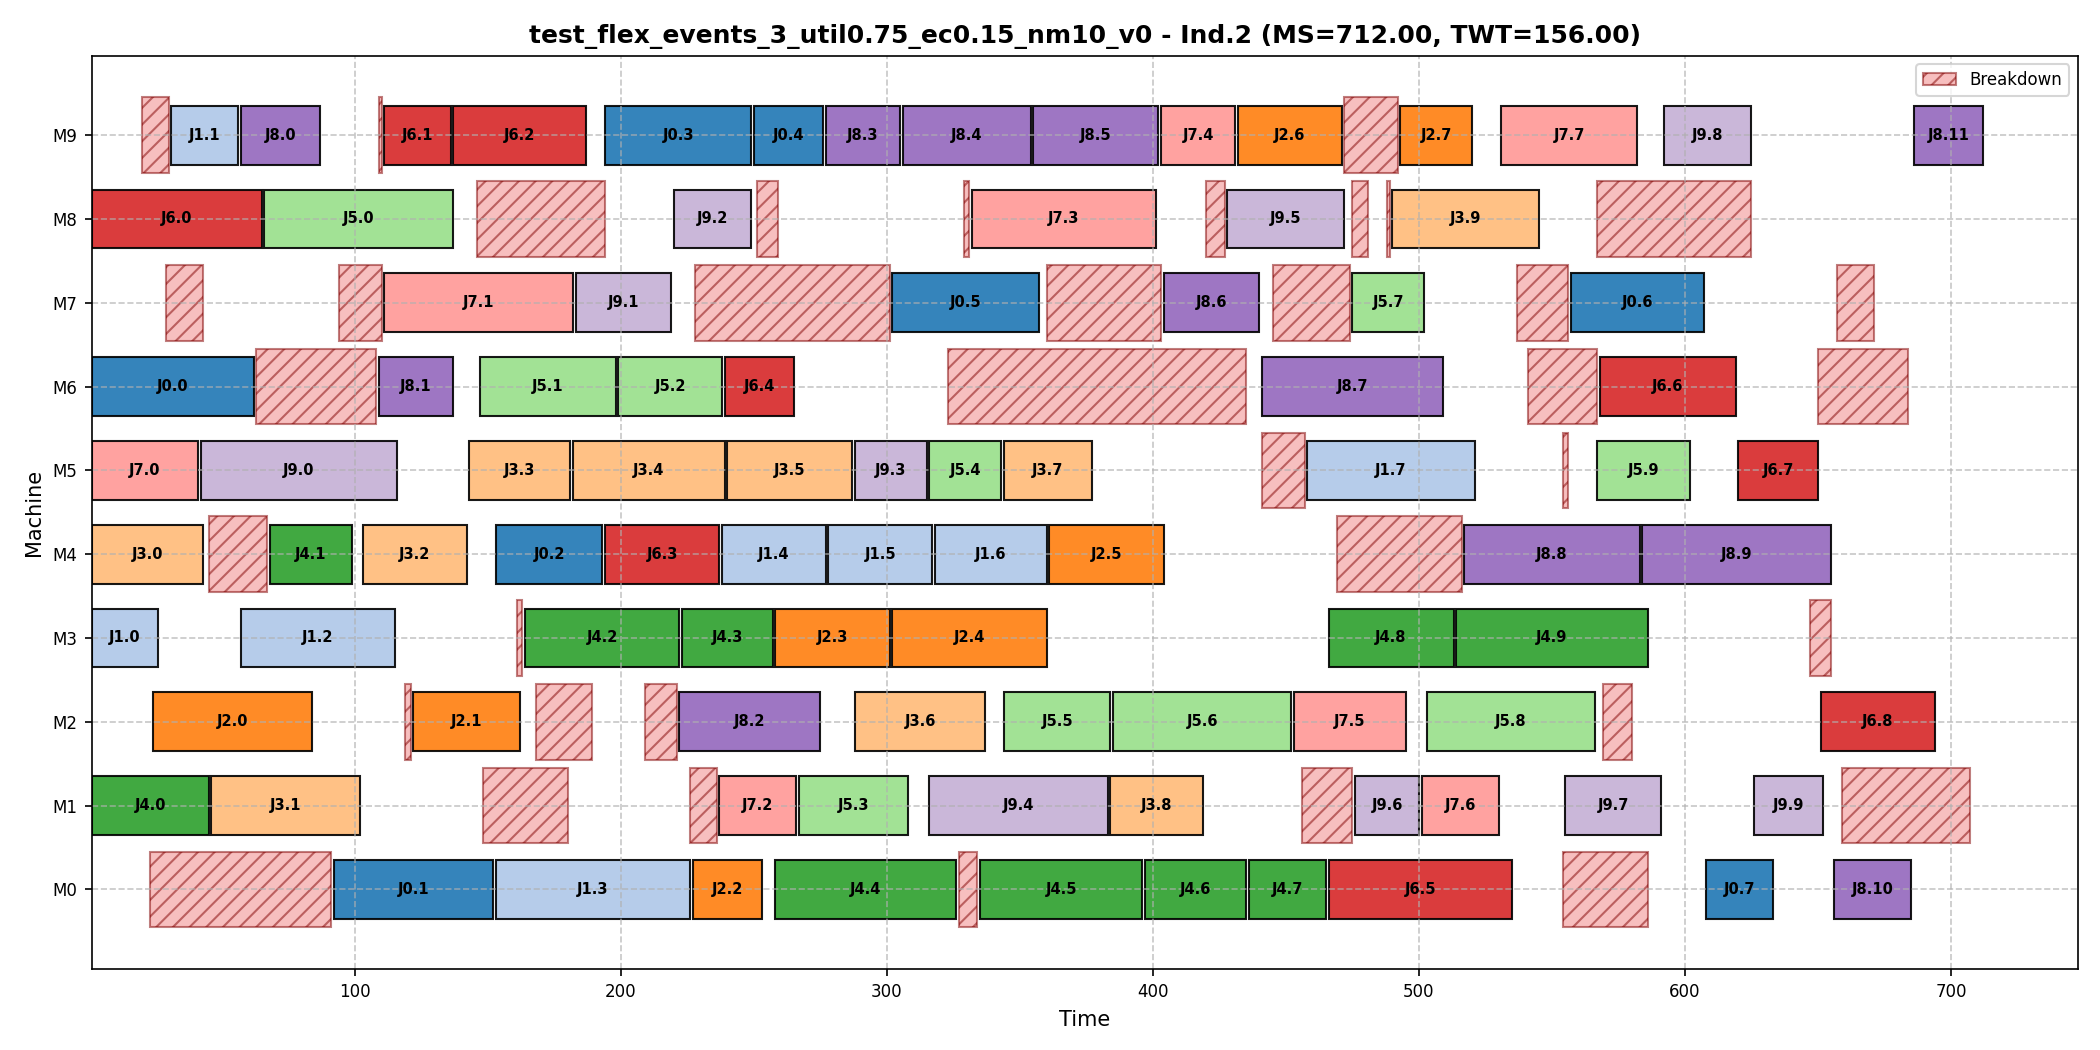 test_flex_events_3_util0.75_ec0.15_nm10_v0 - Ind.2 (MS=712.00, TWT=156.00)
Breakdown
M9 J1.1 J8.0 J6.1 J6.2 J0.3 J0.4 J8.3 J8.4 J8.5 J7.4 J2.6 J2.7 J7.7 J9.8 J8.11
M8 J6.0 J5.0 J9.2 J7.3 J9.5 J3.9
M7 J7.1 J9.1 J0.5 J8.6 J5.7 J0.6
M6 J0.0 J8.1 J5.1 J5.2 J6.4 J8.7 J6.6
M5 J7.0 J9.0 J3.3 J3.4 J3.5 J9.3 J5.4 J3.7 J1.7 J5.9 J6.7
M4 J3.0 J4.1 J3.2 J0.2 J6.3 J1.4 J1.5 J1.6 J2.5 J8.8 J8.9
M3 J1.0 J1.2 J4.2 J4.3 J2.3 J2.4 J4.8 J4.9
M2 J2.0 J2.1 J8.2 J3.6 J5.5 J5.6 J7.5 J5.8 J6.8
M1 J4.0 J3.1 J7.2 J5.3 J9.4 J3.8 J9.6 J7.6 J9.7 J9.9
M0 J0.1 J1.3 J2.2 J4.4 J4.5 J4.6 J4.7 J6.5 J0.7 J8.10
Machine
100 200 300 400 500 600 700
Time